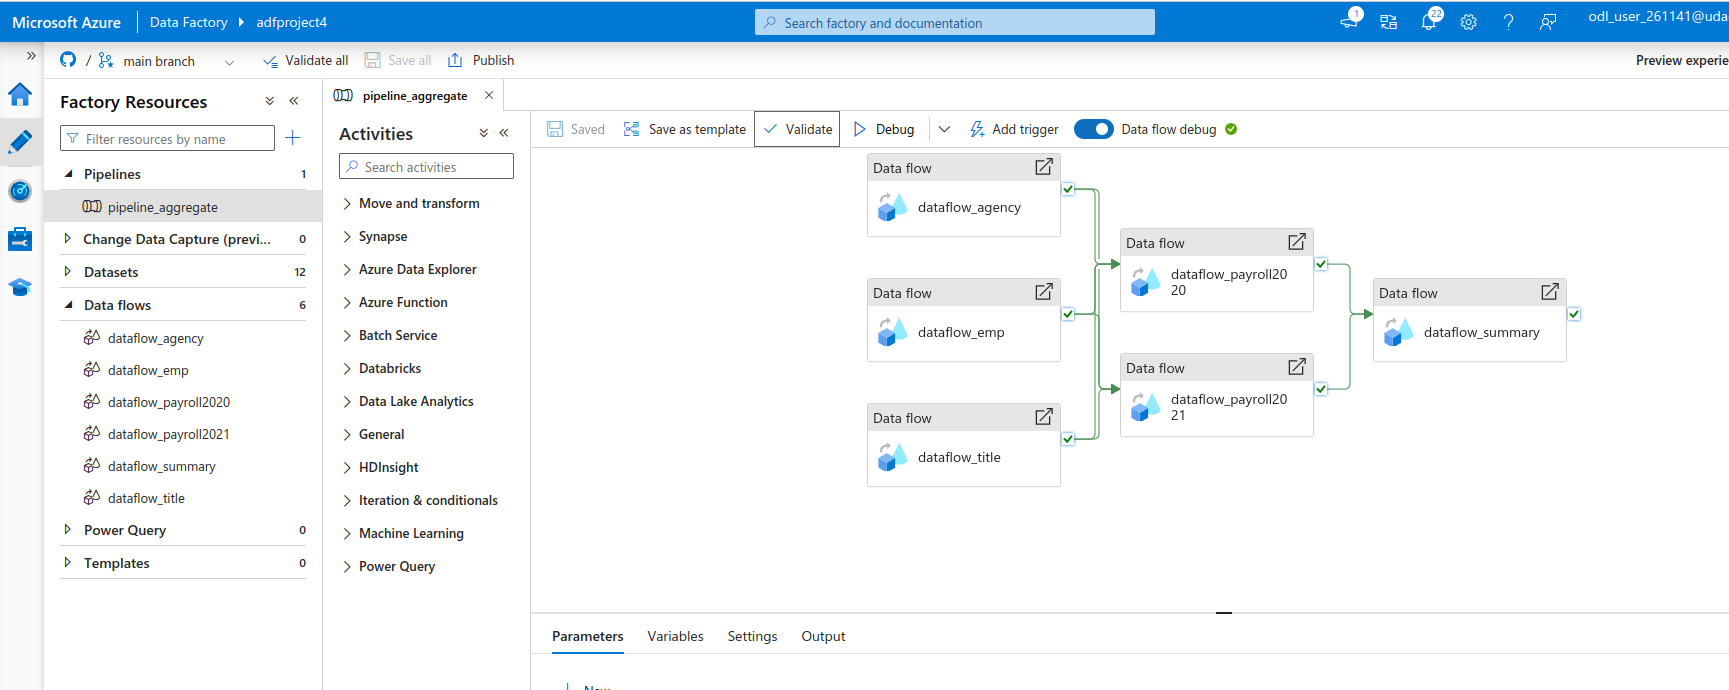 Microsoft Azure
Data Factory
adfproject4
Search factory and documentation
1
22
odl_user_261141@uda
/
main branch
Validate all
Save all
Publish
Preview experie
Factory Resources
Filter resources by name
Pipelines
1
pipeline_aggregate
Change Data Capture (previ...
0
Datasets
12
Data flows
6
dataflow_agency
dataflow_emp
dataflow_payroll2020
dataflow_payroll2021
dataflow_summary
dataflow_title
Power Query
0
Templates
0
pipeline_aggregate
Activities
Search activities
Move and transform
Synapse
Azure Data Explorer
Azure Function
Batch Service
Databricks
Data Lake Analytics
General
HDInsight
Iteration & conditionals
Machine Learning
Power Query
Saved
Save as template
Validate
Debug
Add trigger
Data flow debug
Data flow
dataflow_agency
Data flow
dataflow_emp
Data flow
dataflow_title
Data flow
dataflow_payroll20
20
Data flow
dataflow_payroll20
21
Data flow
dataflow_summary
Parameters
Variables
Settings
Output
New